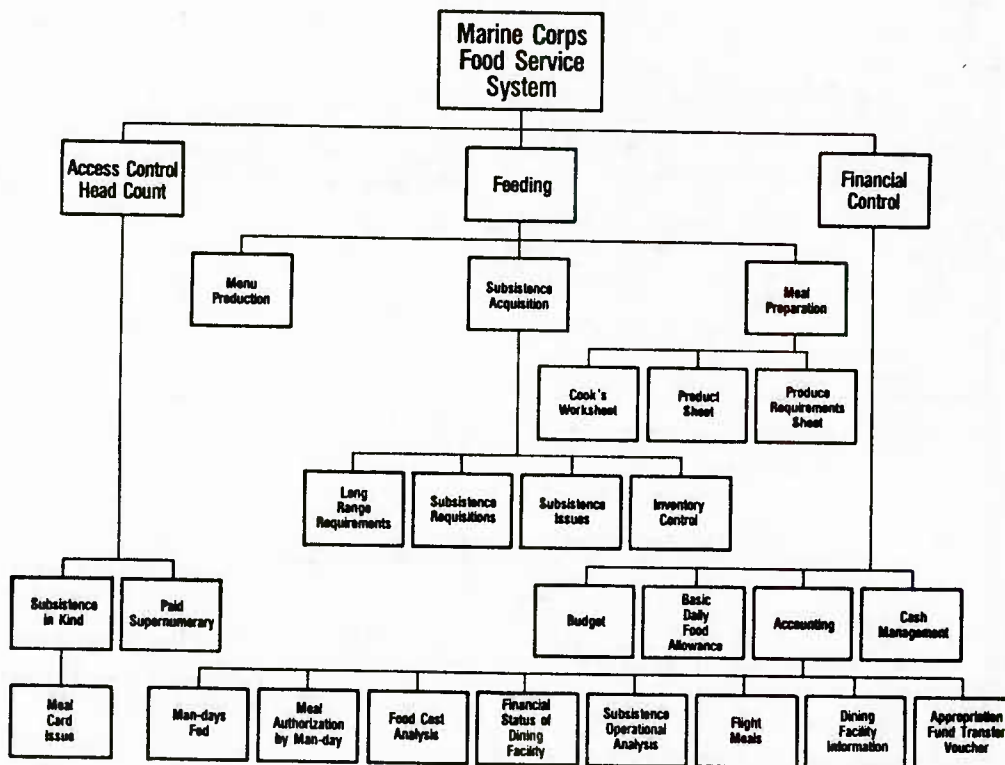 Marine Corps
Food Service
System
Access Control
Head Count
Feeding
Financial
Control
Menu
Production
Subsistence
Acquisition
Meal
Preparation
Cook's
Worksheet
Product
Sheet
Produce
Requirements
Sheet
Long
Range
Requirements
Subsistence
Requisitions
Subsistence
Issues
Inventory
Control
Subsistence
in Kind
Paid
Supernumerary
Budget
Basic
Daily
Food
Allowance
Accounting
Cash
Management
Meal
Card
Issue
Man-days
Fed
Meal
Authorization
by Man-day
Food Cost
Analysis
Financial
Status of
Dining
Facility
Subsistence
Operational
Analysis
Flight
Meals
Dining
Facility
Information
Appropriation
Fund Transfer
Voucher